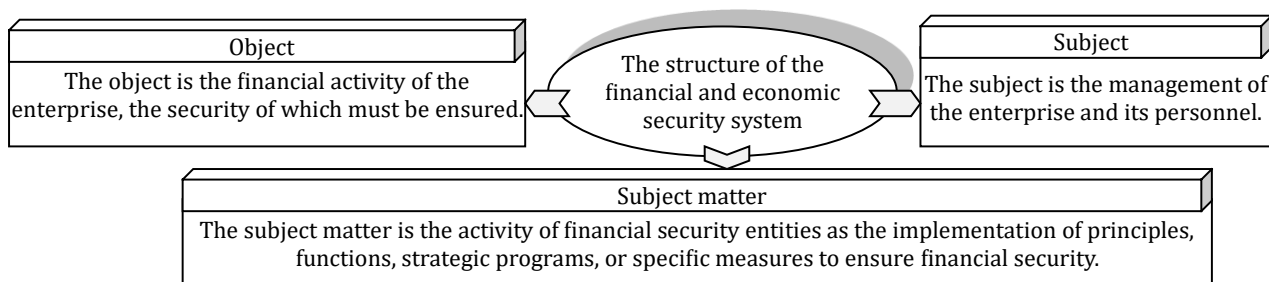 Object
The object is the financial activity of the
enterprise, the security of which must be ensured.
The structure of the
financial and economic
security system
Subject
The subject is the management of
the enterprise and its personnel.
Subject matter
The subject matter is the activity of financial security entities as the implementation of principles,
functions, strategic programs, or specific measures to ensure financial security.